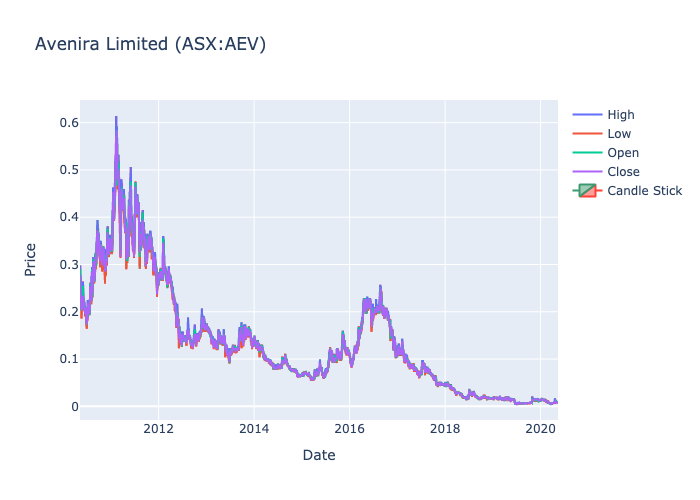 Avenira Limited (ASX:AEV)
High
Low
Open
Close
Candle Stick
0.6
0.5
0.4
0.3
0.2
0.1
0
Price
2012 2014 2016 2018 2020
Date